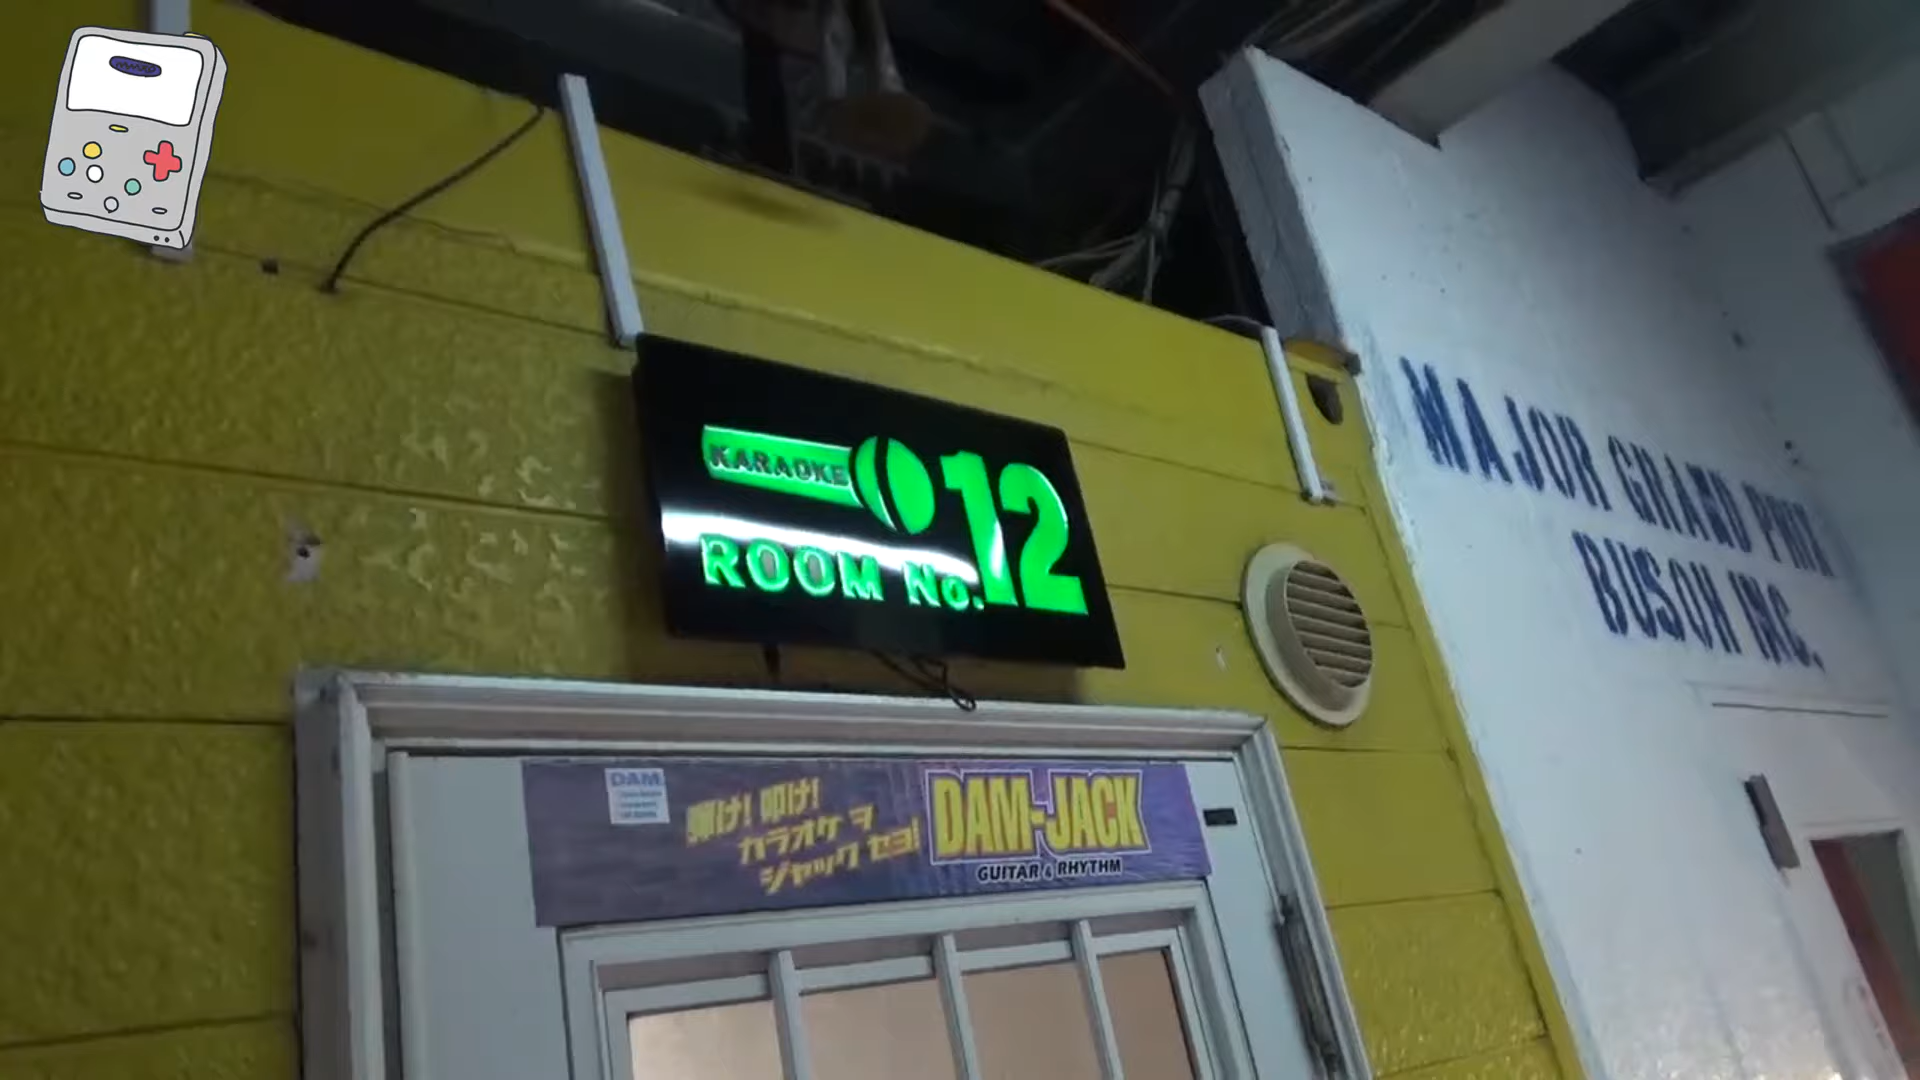 KARAOKE
ROOM No.12
MAJOR GRAND PRIX
BUSOH INC.
DAM
弾け! 叩け!
カラオケ ヲ
ジャック セヨ!
DAM-JACK
GUITAR & RHYTHM